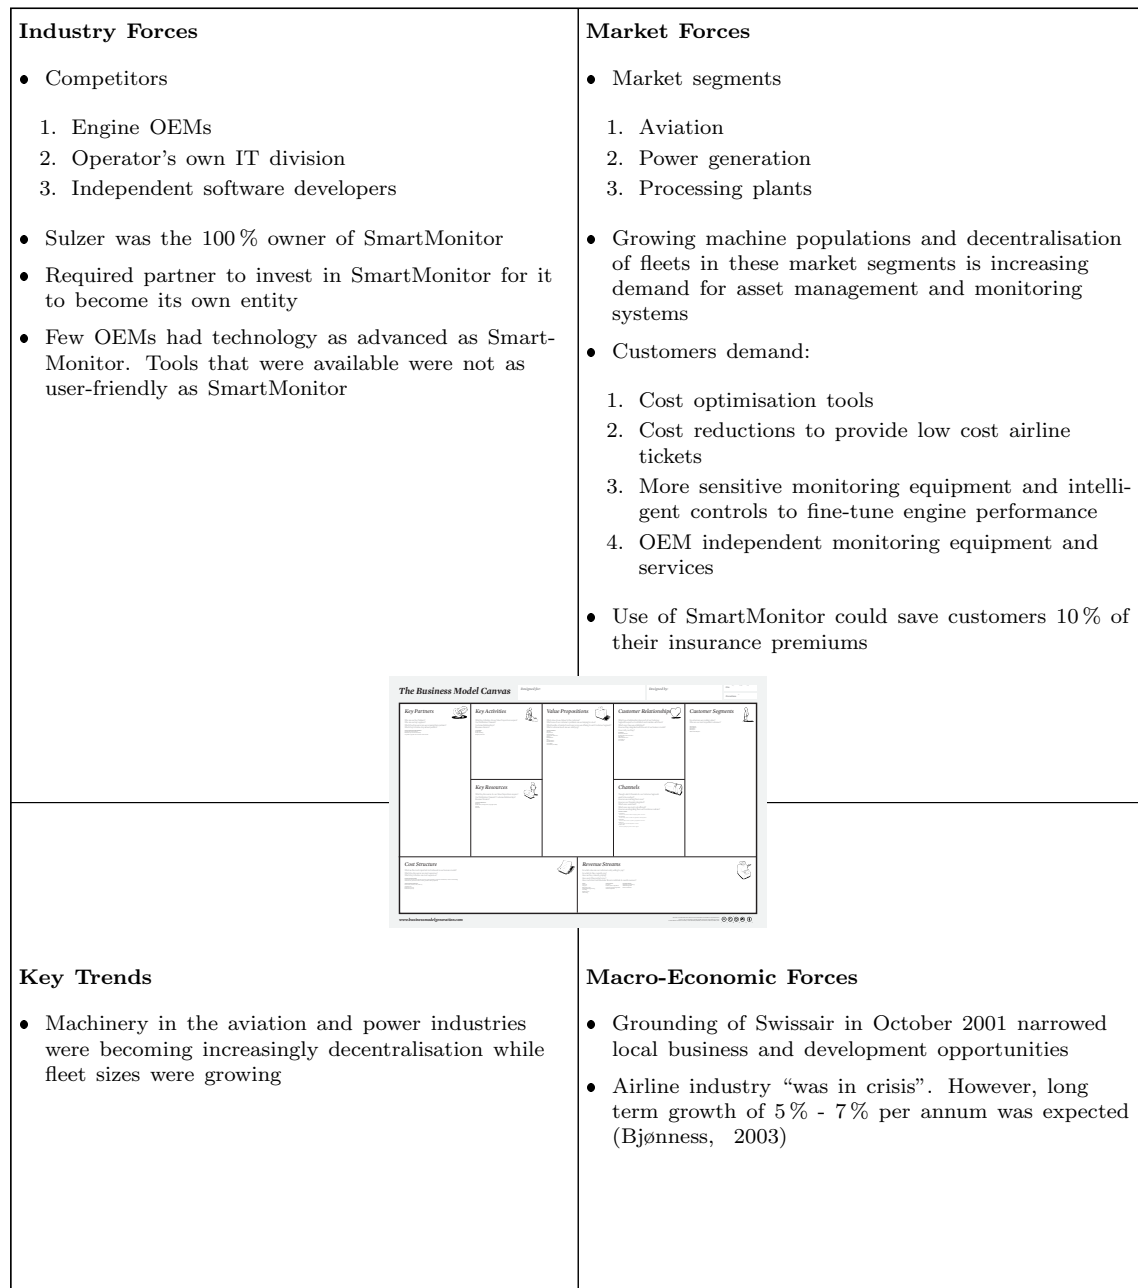 Industry Forces
• Competitors
1. Engine OEMs
2. Operator's own IT division
3. Independent software developers
• Sulzer was the 100 % owner of SmartMonitor
• Required partner to invest in SmartMonitor for it
to become its own entity
• Few OEMs had technology as advanced as Smart-
Monitor. Tools that were available were not as
user-friendly as SmartMonitor
Market Forces
• Market segments
1. Aviation
2. Power generation
3. Processing plants
• Growing machine populations and decentralisation
of fleets in these market segments is increasing
demand for asset management and monitoring
systems
• Customers demand:
1. Cost optimisation tools
2. Cost reductions to provide low cost airline
tickets
3. More sensitive monitoring equipment and intelli-
gent controls to fine-tune engine performance
4. OEM independent monitoring equipment and
services
• Use of SmartMonitor could save customers 10 % of
their insurance premiums
The Business Model Canvas
Designed for:
Designed by:
Key Partners
Key Activities
Value Propositions
Customer Relationships
Customer Segments
Key Resources
Channels
Cost Structure
Revenue Streams
www.businessmodelgeneration.com
Key Trends
• Machinery in the aviation and power industries
were becoming increasingly decentralisation while
fleet sizes were growing
Macro-Economic Forces
• Grounding of Swissair in October 2001 narrowed
local business and development opportunities
• Airline industry “was in crisis”. However, long
term growth of 5 % - 7 % per annum was expected
(Bjønness, 2003)